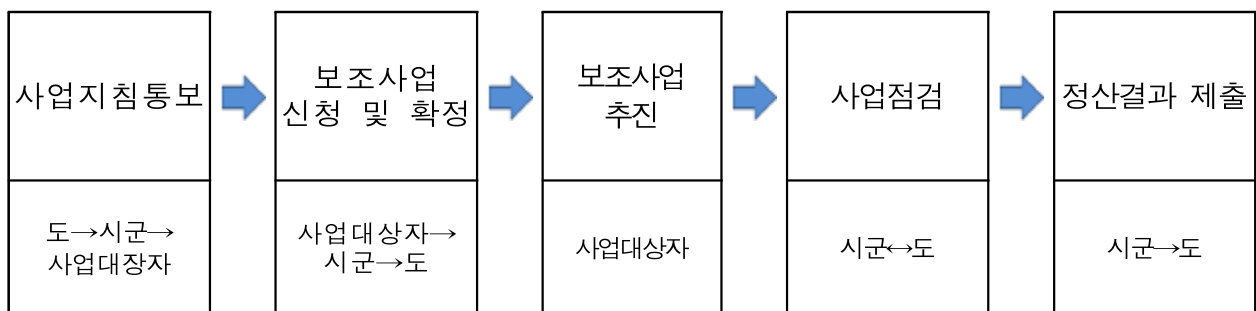 사업지침통보
보조사업
신청 및 확정
보조사업
추진
사업점검
정산결과 제출
도→시군→
사업대장자
사업대상자→
시군→도
사업대상자
시군↔도
시군→도